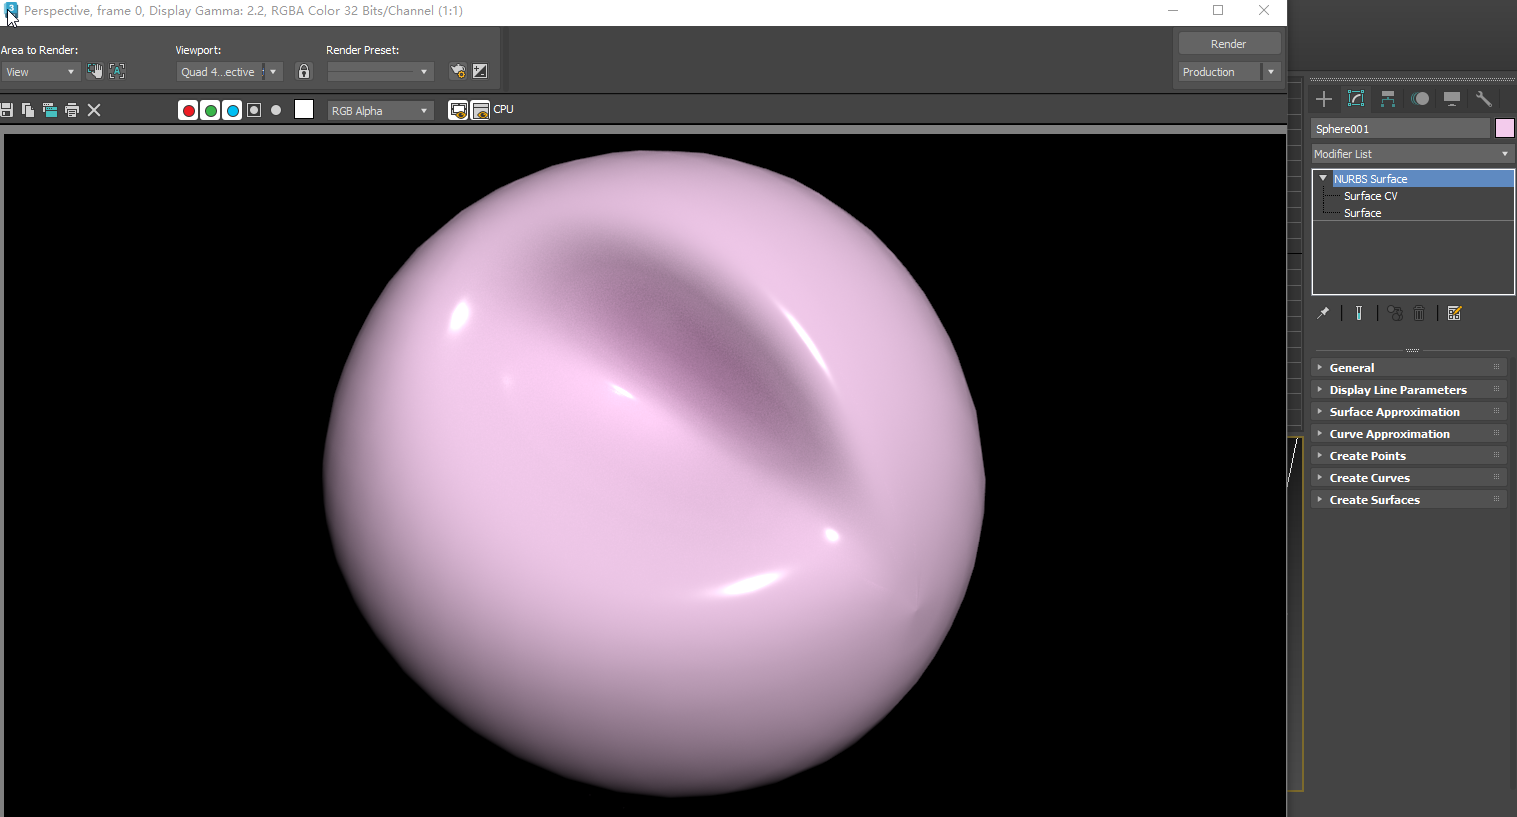 Perspective, frame 0, Display Gamma: 2.2, RGBA Color 32 Bits/Channel (1:1)
Area to Render:
Viewport:
Render Preset:
Render
View
Quad 4...ective
Production
RGB Alpha
CPU
Sphere001
Modifier List
NURBS Surface
Surface CV
Surface
General
Display Line Parameters
Surface Approximation
Curve Approximation
Create Points
Create Curves
Create Surfaces